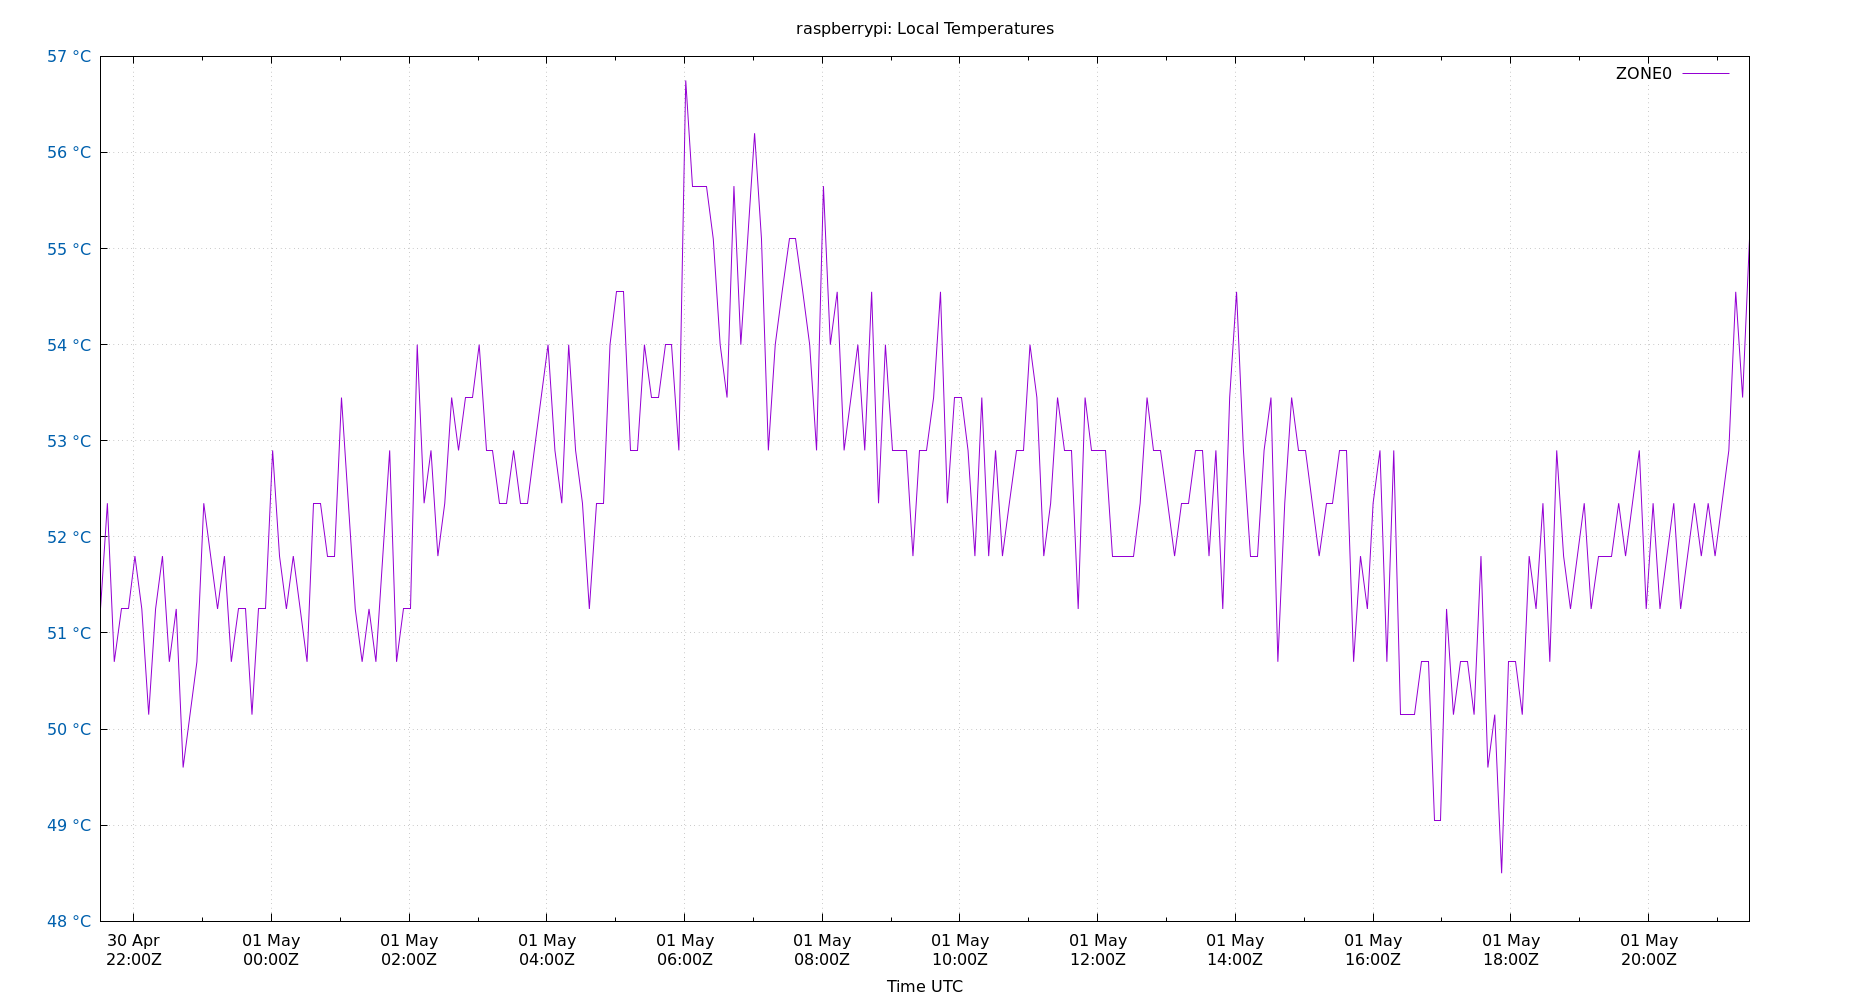 raspberrypi: Local Temperatures
57 °C
ZONE0
56 °C
55 °C
54 °C
53 °C
52 °C
51 °C
50 °C
49 °C
48 °C
30 Apr 01 May 01 May 01 May 01 May 01 May 01 May 01 May 01 May 01 May 01 May 01 May
22:00Z 00:00Z 02:00Z 04:00Z 06:00Z 08:00Z 10:00Z 12:00Z 14:00Z 16:00Z 18:00Z 20:00Z
Time UTC